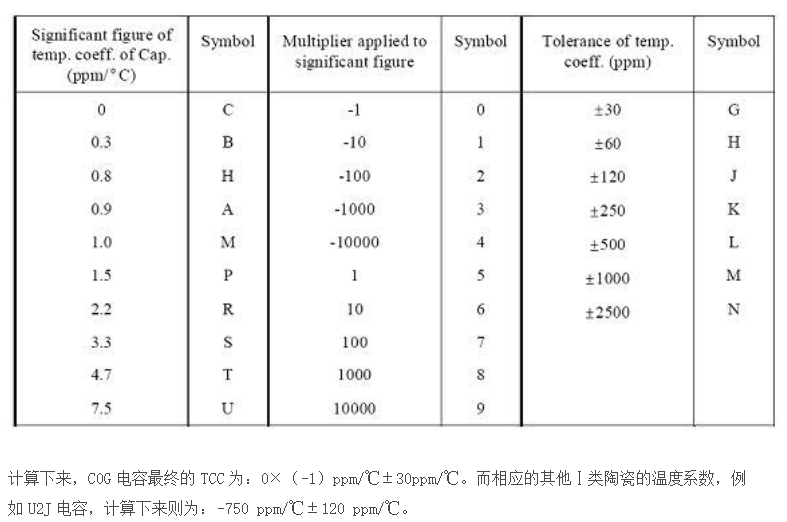 Significant figure of temp. coeff. of Cap. (ppm/°C) Symbol Multiplier applied to significant figure Symbol Tolerance of temp. coeff. (ppm) Symbol
0 C -1 0 ±30 G
0.3 B -10 1 ±60 H
0.8 H -100 2 ±120 J
0.9 A -1000 3 ±250 K
1.0 M -10000 4 ±500 L
1.5 P 1 5 ±1000 M
2.2 R 10 6 ±2500 N
3.3 S 100 7
4.7 T 1000 8
7.5 U 10000 9
计算下来，C0G 电容最终的 TCC 为：0×（-1）ppm/℃±30ppm/℃。而相应的其他Ⅰ类陶瓷的温度系数，例
如 U2J 电容，计算下来则为：-750 ppm/℃±120 ppm/℃。